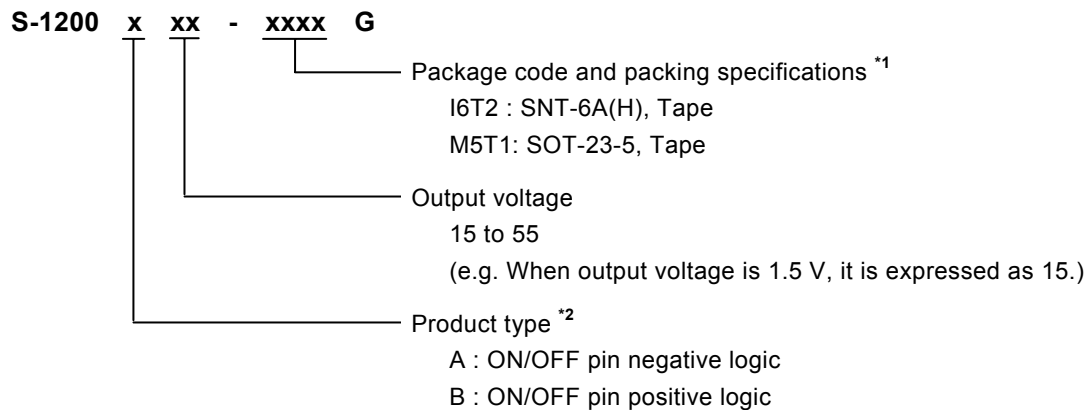 S-1200 x xx - xxxx G
Package code and packing specifications *1
I6T2 : SNT-6A(H), Tape
M5T1: SOT-23-5, Tape
Output voltage
15 to 55
(e.g. When output voltage is 1.5 V, it is expressed as 15.)
Product type *2
A : ON/OFF pin negative logic
B : ON/OFF pin positive logic